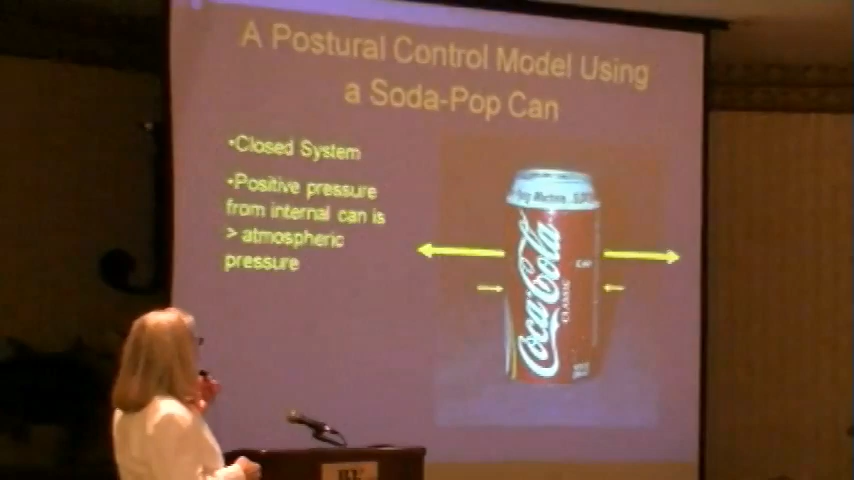 A Postural Control Model Using
a Soda-Pop Can
•Closed System
•Positive pressure
from internal can is
> atmospheric
pressure
Coca-Cola
CLASSIC